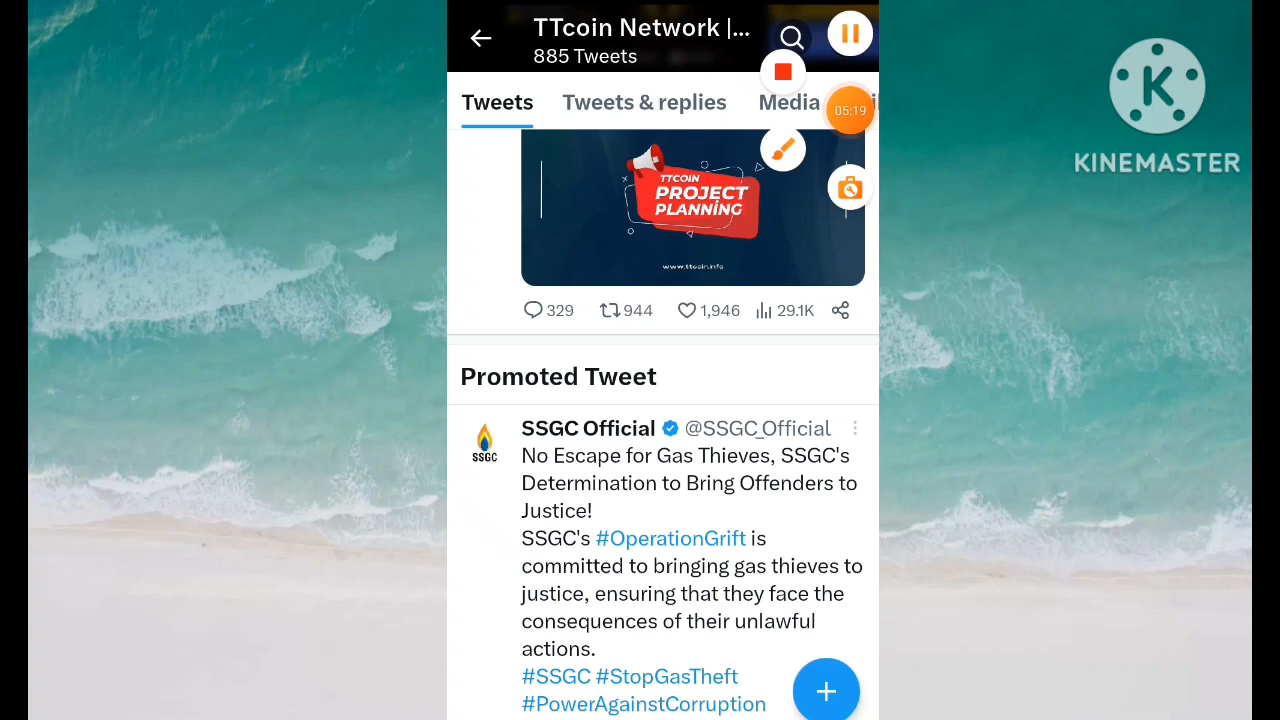 TTcoin Network |...
885 Tweets
Tweets Tweets & replies Media
05:19
K
KINEMASTER
TTCOIN
PROJECT
PLANNING
www.ttcoin.info
329 944 1,946 29.1K
Promoted Tweet
SSGC Official @SSGC_Official
SSGC
No Escape for Gas Thieves, SSGC's
Determination to Bring Offenders to
Justice!
SSGC's #OperationGrift is
committed to bringing gas thieves to
justice, ensuring that they face the
consequences of their unlawful
actions.
#SSGC #StopGasTheft
#PowerAgainstCorruption